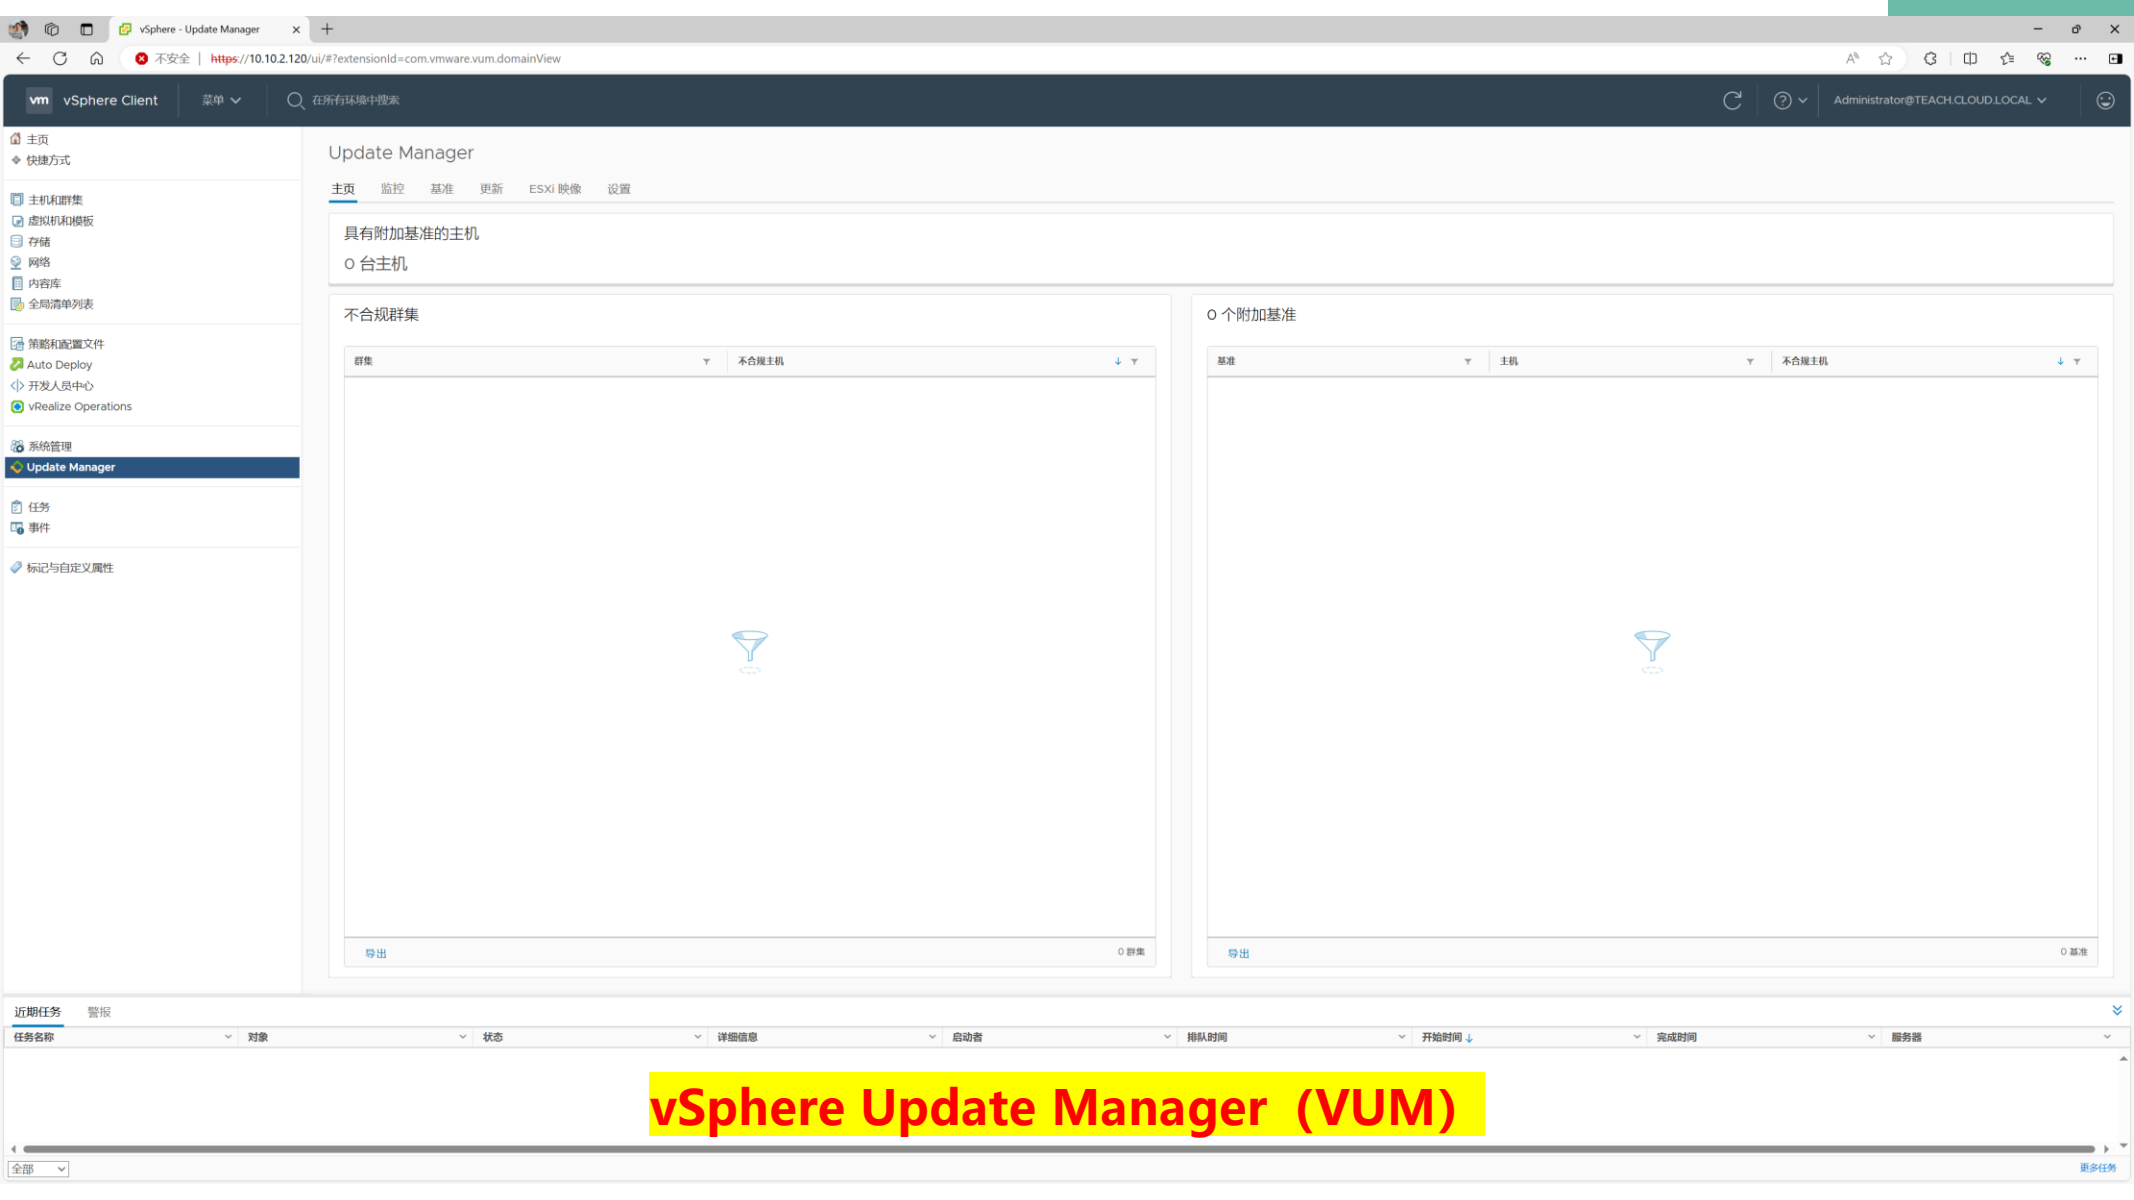 vSphere - Update Manager
不安全 | https://10.10.2.120/ui/#?extensionId=com.vmware.vum.domainView
vm vSphere Client 菜单 在所有环境中搜索 Administrator@TEACH.CLOUD.LOCAL
主页
快捷方式
主机和群集
虚拟机和模板
存储
网络
内容库
全局清单列表
策略和配置文件
Auto Deploy
开发人员中心
vRealize Operations
系统管理
Update Manager
任务
事件
标记与自定义属性
Update Manager
主页 监控 基准 更新 ESXi 映像 设置
具有附加基准的主机
0 台主机
不合规群集
群集 不合规主机
导出 0 群集
0 个附加基准
基准 主机 不合规主机
导出 0 基准
近期任务 警报
任务名称 对象 状态 详细信息 启动者 排队时间 开始时间 完成时间 服务器
vSphere Update Manager（VUM）
全部 更多任务